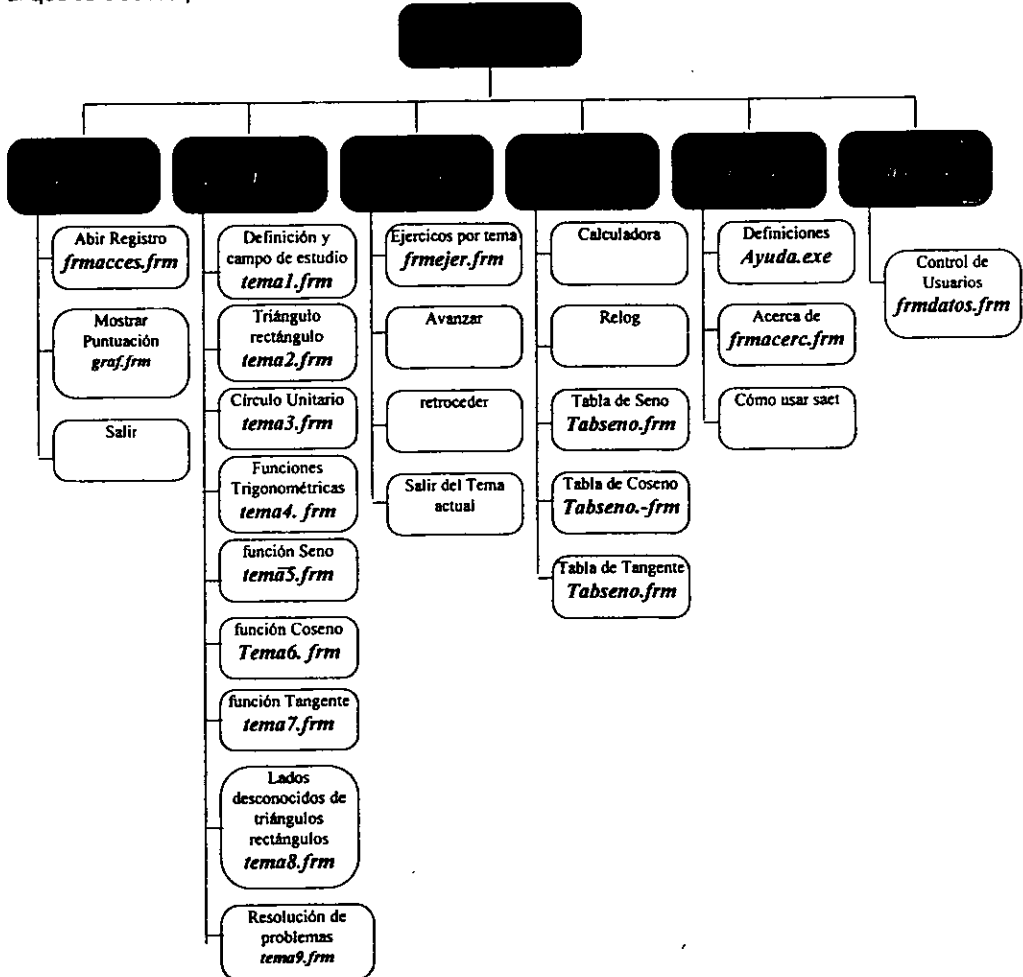 Abir Registro
frmacces.frm
Mostrar
Puntuación
graf.frm
Salir
Definición y
campo de estudio
tema1.frm
Triángulo
rectángulo
tema2.frm
Círculo Unitario
tema3.frm
Funciones
Trigonométricas
tema4. frm
función Seno
tema5.frm
función Coseno
Tema6. frm
función Tangente
tema7.frm
Lados
desconocidos de
triángulos
rectángulos
tema8.frm
Resolución de
problemas
tema9.frm
Ejercicos por tema
frmejer.frm
Avanzar
retroceder
Salir del Tema
actual
Calculadora
Relog
Tabla de Seno
Tabseno.frm
Tabla de Coseno
Tabseno.-frm
Tabla de Tangente
Tabseno.frm
Definiciones
Ayuda.exe
Acerca de
frmacerc.frm
Cómo usar saet
Control de
Usuarios
frmdatos.frm